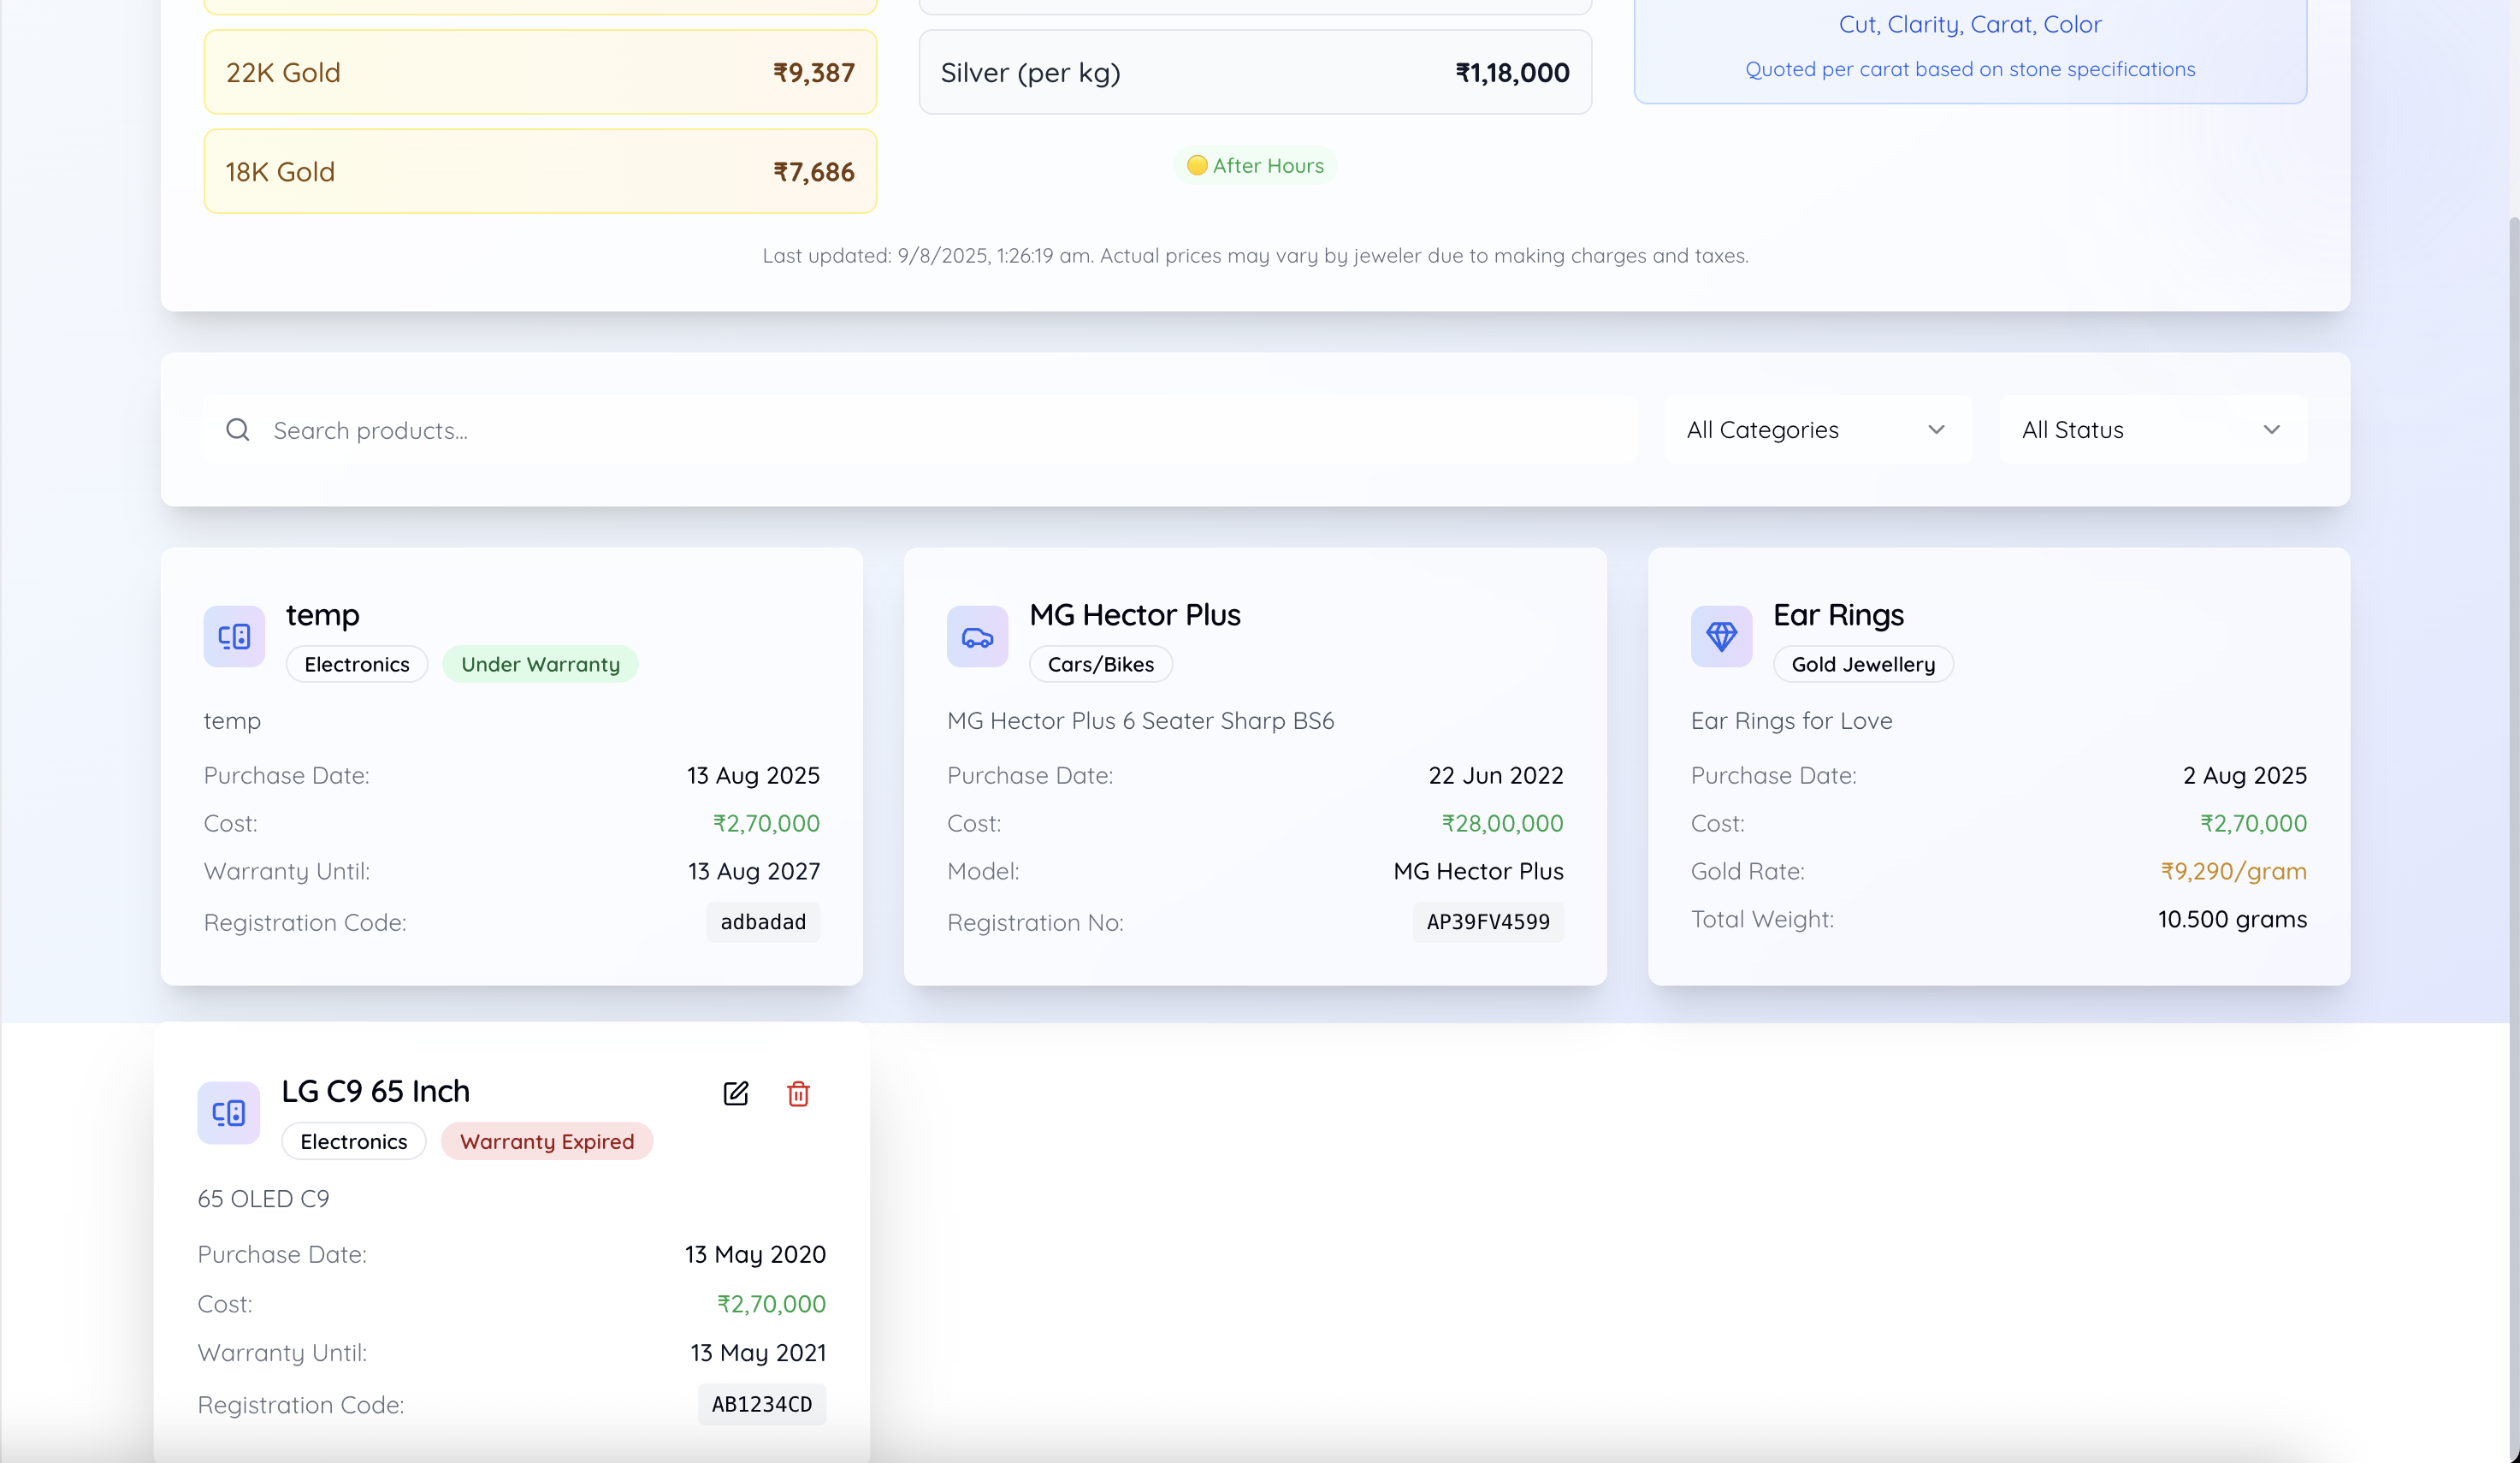 22K Gold ₹9,387
18K Gold ₹7,686
Silver (per kg) ₹1,18,000
🟡 After Hours
Cut, Clarity, Carat, Color
Quoted per carat based on stone specifications
Last updated: 9/8/2025, 1:26:19 am. Actual prices may vary by jeweler due to making charges and taxes.
Search products...
All Categories
All Status
temp
Electronics Under Warranty
temp
Purchase Date: 13 Aug 2025
Cost: ₹2,70,000
Warranty Until: 13 Aug 2027
Registration Code: adbadad
MG Hector Plus
Cars/Bikes
MG Hector Plus 6 Seater Sharp BS6
Purchase Date: 22 Jun 2022
Cost: ₹28,00,000
Model: MG Hector Plus
Registration No: AP39FV4599
Ear Rings
Gold Jewellery
Ear Rings for Love
Purchase Date: 2 Aug 2025
Cost: ₹2,70,000
Gold Rate: ₹9,290/gram
Total Weight: 10.500 grams
LG C9 65 Inch
Electronics Warranty Expired
65 OLED C9
Purchase Date: 13 May 2020
Cost: ₹2,70,000
Warranty Until: 13 May 2021
Registration Code: AB1234CD